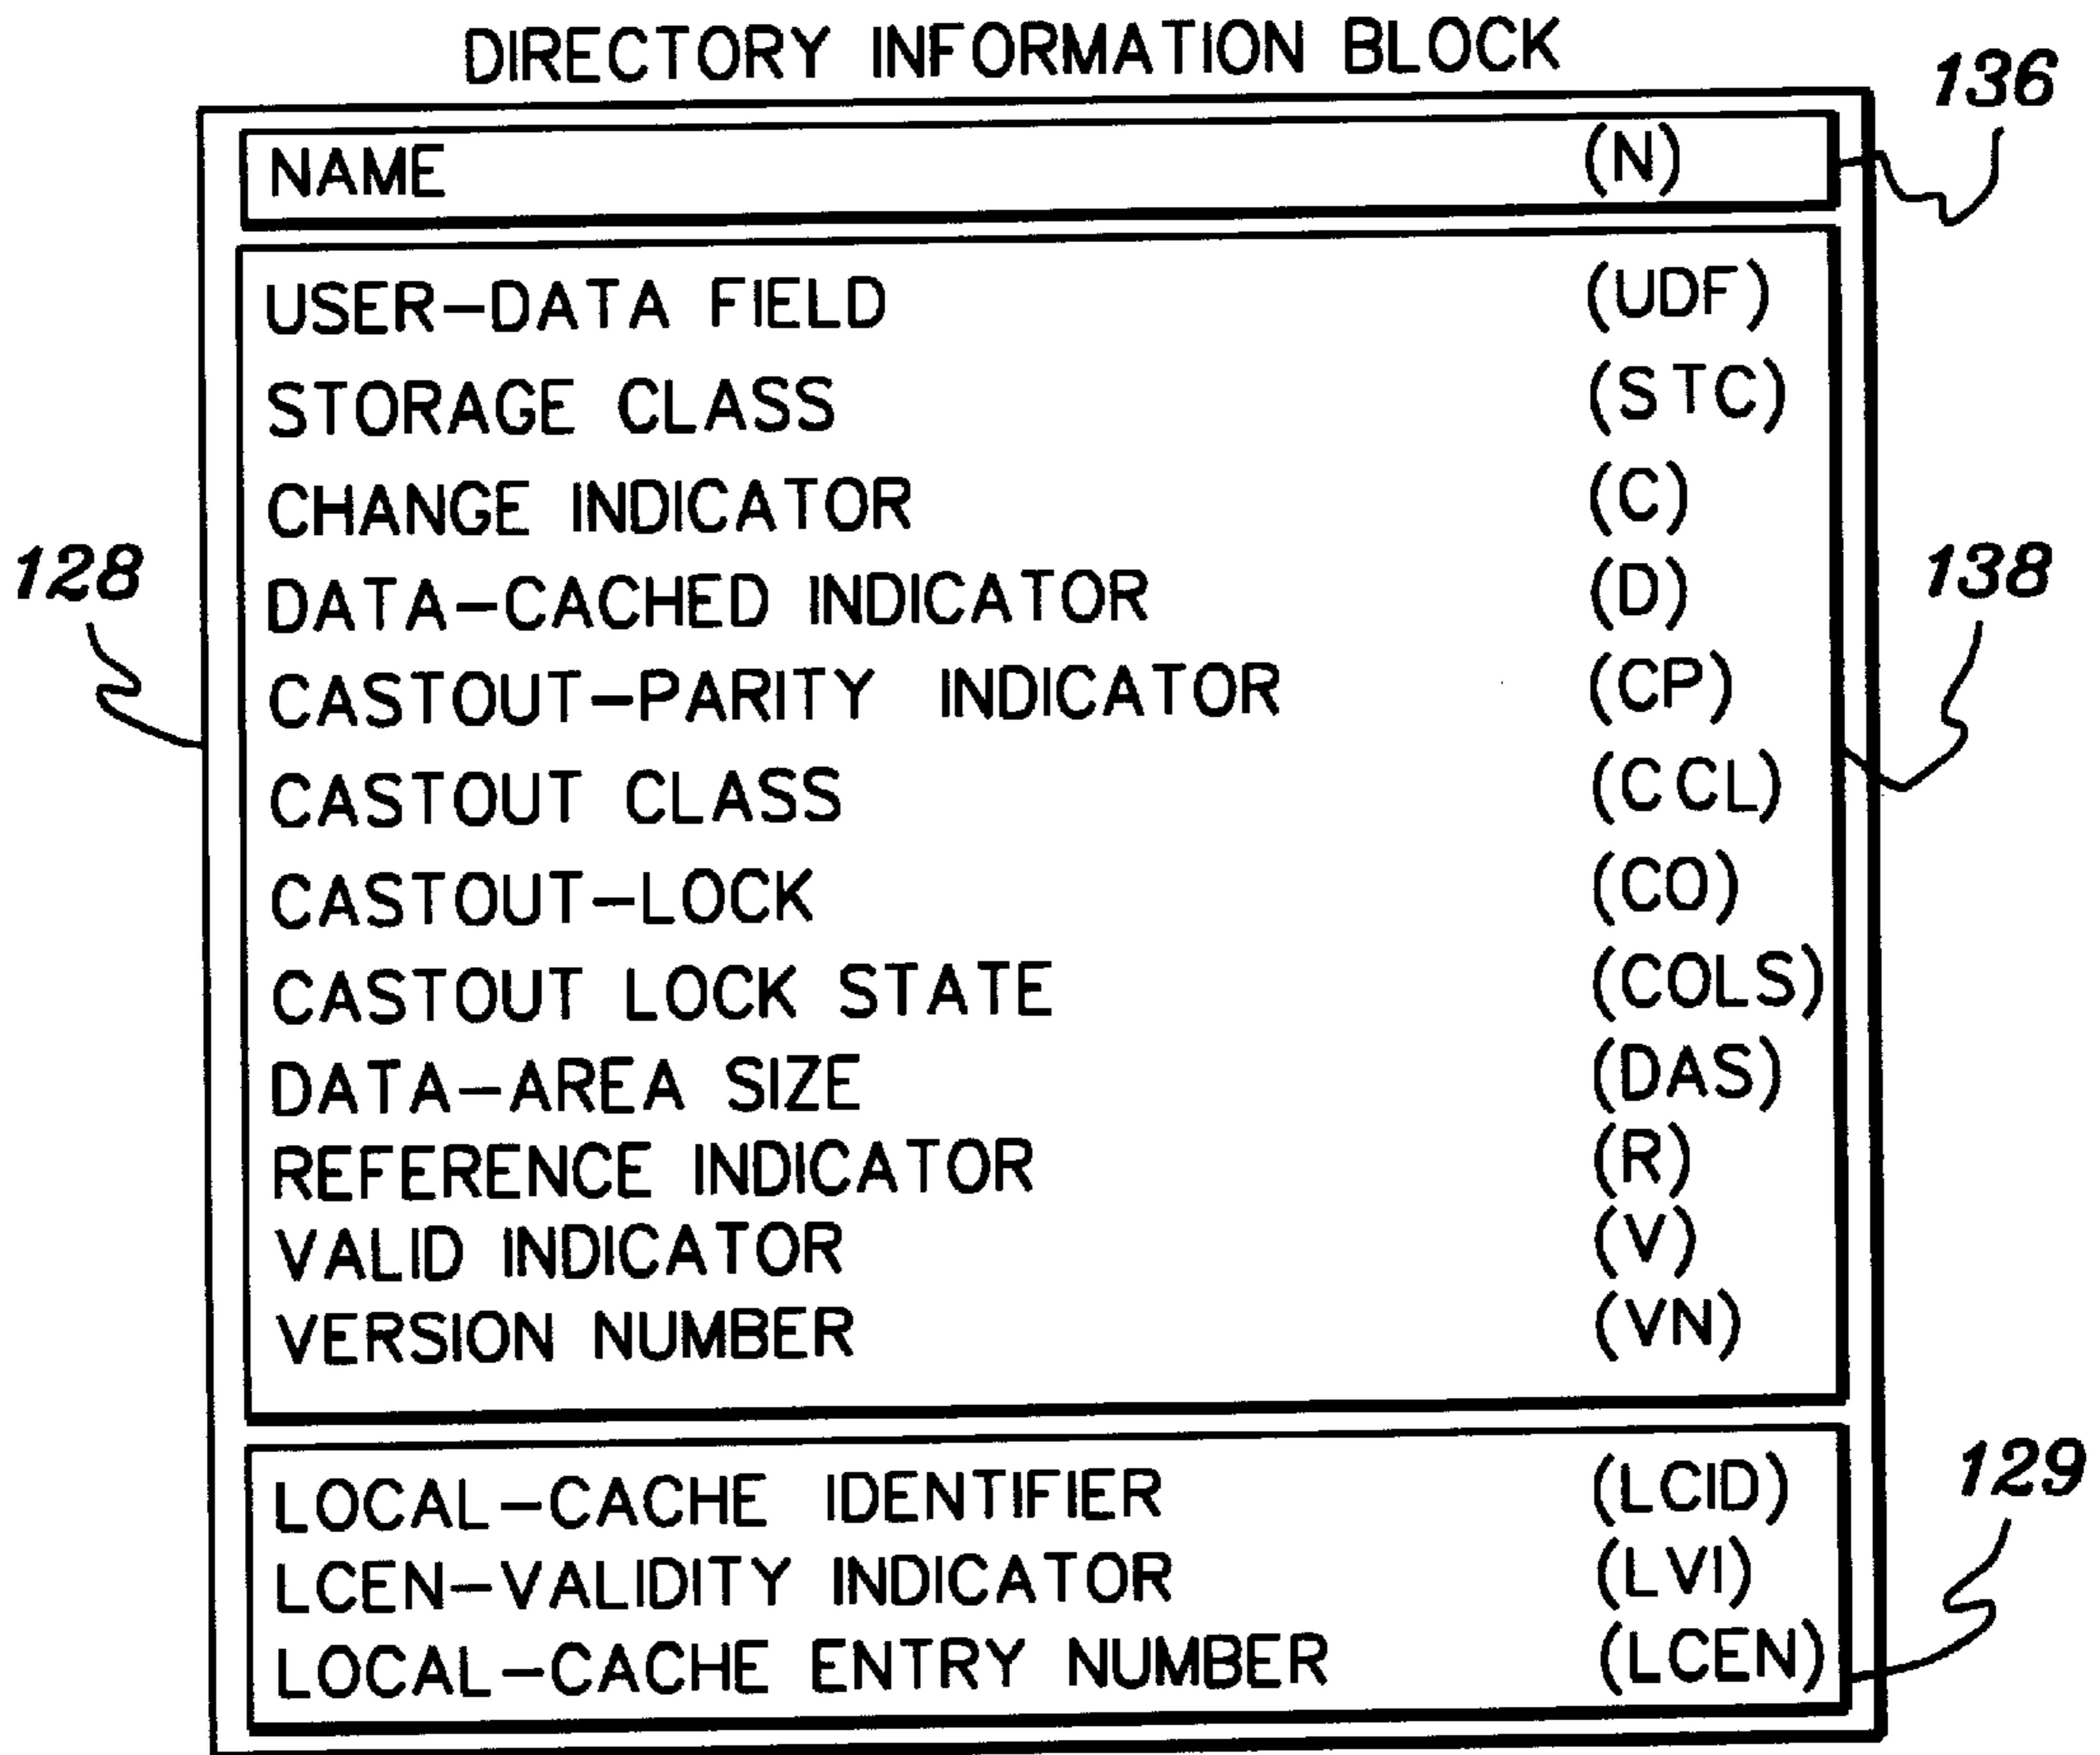 DIRECTORY INFORMATION BLOCK
136
NAME (N)
USER-DATA FIELD (UDF)
STORAGE CLASS (STC)
CHANGE INDICATOR (C)
128
138
DATA-CACHED INDICATOR (D)
CASTOUT-PARITY INDICATOR (CP)
CASTOUT CLASS (CCL)
CASTOUT-LOCK (CO)
CASTOUT LOCK STATE (COLS)
DATA-AREA SIZE (DAS)
REFERENCE INDICATOR (R)
VALID INDICATOR (V)
VERSION NUMBER (VN)
129
LOCAL-CACHE IDENTIFIER (LCID)
LCEN-VALIDITY INDICATOR (LVI)
LOCAL-CACHE ENTRY NUMBER (LCEN)